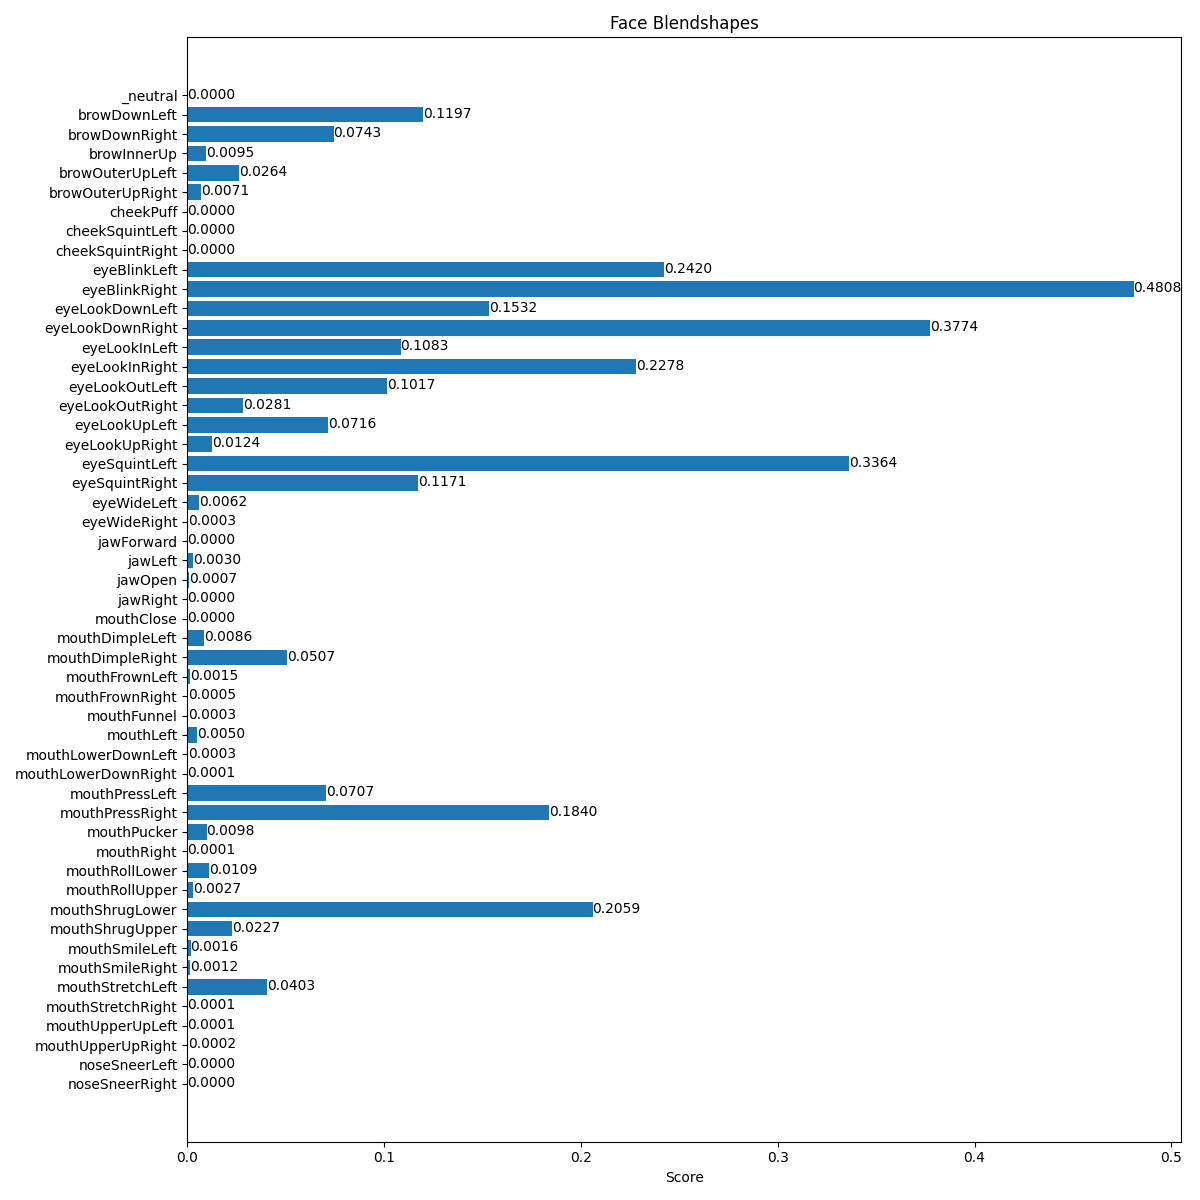 Face Blendshapes
_neutral 0.0000
browDownLeft 0.1197
browDownRight 0.0743
browInnerUp 0.0095
browOuterUpLeft 0.0264
browOuterUpRight 0.0071
cheekPuff 0.0000
cheekSquintLeft 0.0000
cheekSquintRight 0.0000
eyeBlinkLeft 0.2420
eyeBlinkRight 0.4808
eyeLookDownLeft 0.1532
eyeLookDownRight 0.3774
eyeLookInLeft 0.1083
eyeLookInRight 0.2278
eyeLookOutLeft 0.1017
eyeLookOutRight 0.0281
eyeLookUpLeft 0.0716
eyeLookUpRight 0.0124
eyeSquintLeft 0.3364
eyeSquintRight 0.1171
eyeWideLeft 0.0062
eyeWideRight 0.0003
jawForward 0.0000
jawLeft 0.0030
jawOpen 0.0007
jawRight 0.0000
mouthClose 0.0000
mouthDimpleLeft 0.0086
mouthDimpleRight 0.0507
mouthFrownLeft 0.0015
mouthFrownRight 0.0005
mouthFunnel 0.0003
mouthLeft 0.0050
mouthLowerDownLeft 0.0003
mouthLowerDownRight 0.0001
mouthPressLeft 0.0707
mouthPressRight 0.1840
mouthPucker 0.0098
mouthRight 0.0001
mouthRollLower 0.0109
mouthRollUpper 0.0027
mouthShrugLower 0.2059
mouthShrugUpper 0.0227
mouthSmileLeft 0.0016
mouthSmileRight 0.0012
mouthStretchLeft 0.0403
mouthStretchRight 0.0001
mouthUpperUpLeft 0.0001
mouthUpperUpRight 0.0002
noseSneerLeft 0.0000
noseSneerRight 0.0000
0.0 0.1 0.2 0.3 0.4 0.5
Score